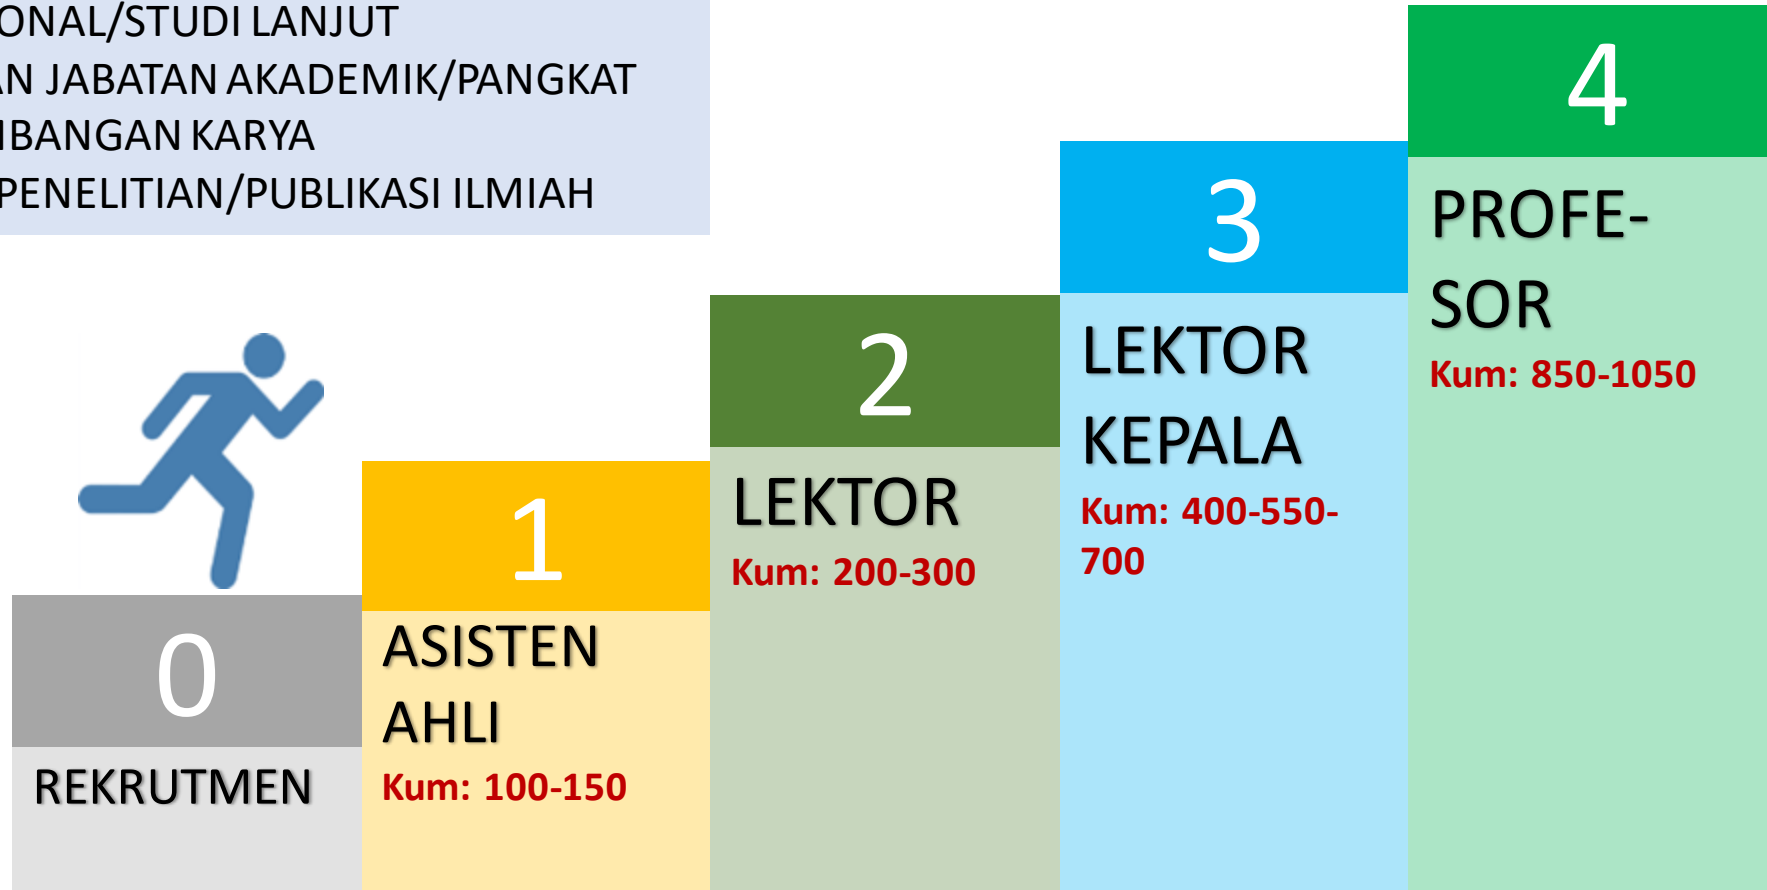 ONAL/STUDI LANJUT
AN JABATAN AKADEMIK/PANGKAT
BANGAN KARYA
PENELITIAN/PUBLIKASI ILMIAH
0
REKRUTMEN
1
ASISTEN
AHLI
Kum: 100-150
2
LEKTOR
Kum: 200-300
3
LEKTOR
KEPALA
Kum: 400-550-
700
4
PROFE-
SOR
Kum: 850-1050